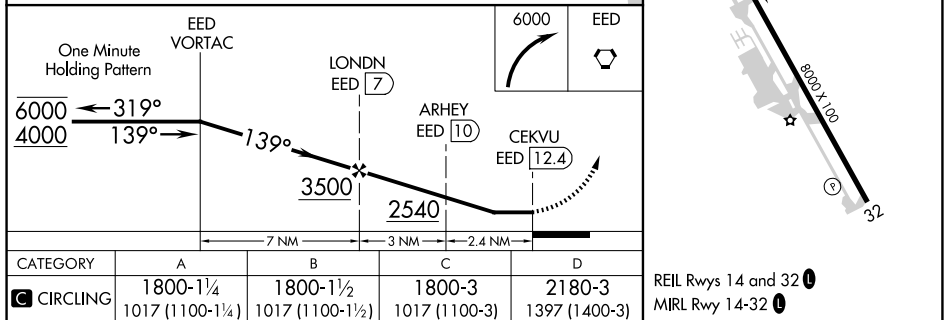 EED
VORTAC
One Minute
Holding Pattern
6000
4000
319°
139°
139°
LONDN
EED 7
3500
ARHEY
EED 10
2540
CEKVU
EED 12.4
6000
EED
7 NM
3 NM
2.4 NM
CATEGORY A B C D
C CIRCLING 1800-1¼ 1800-1½ 1800-3 2180-3
1017 (1100-1¼) 1017 (1100-1½) 1017 (1100-3) 1397 (1400-3)
8000 X 100
P
32
REIL Rwys 14 and 32 L
MIRL Rwy 14-32 L